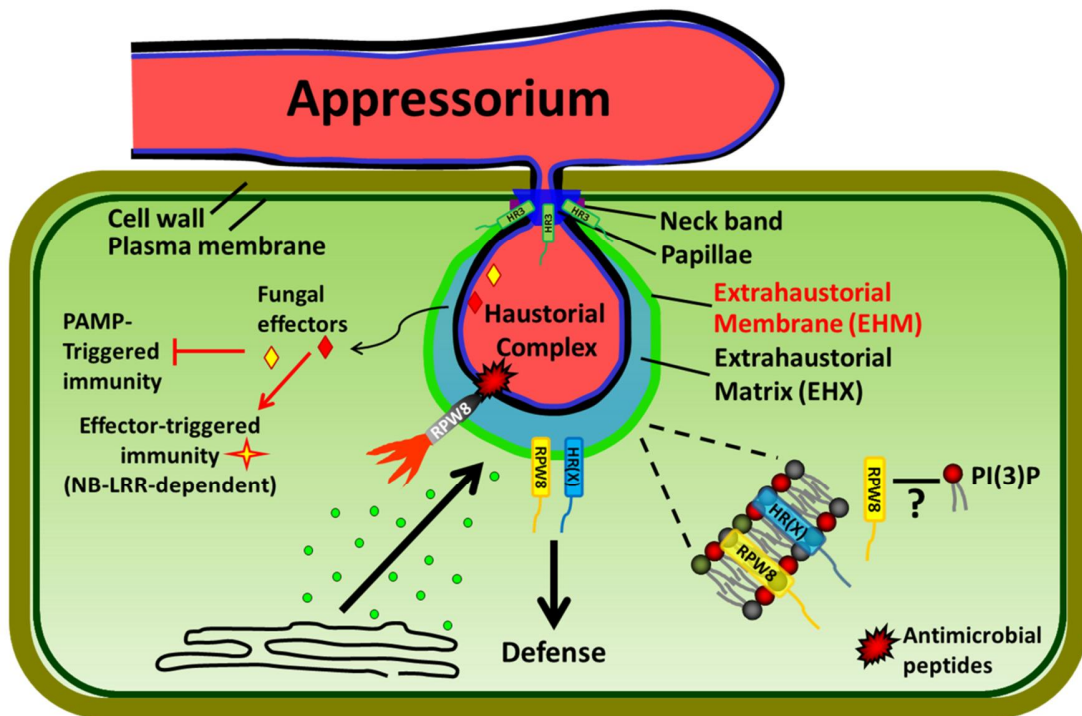 Appressorium
Cell wall
Plasma membrane
HR3
HR3
HR3
Neck band
Papillae
Extrahaustorial
Membrane (EHM)
Extrahaustorial
Matrix (EHX)
Haustorial
Complex
Fungal
effectors
PAMP-
Triggered
immunity
Effector-triggered
immunity
(NB-LRR-dependent)
RPW8
RPW8
HR(X)
HR(X)
RPW8
RPW8
?
PI(3)P
Defense
Antimicrobial
peptides